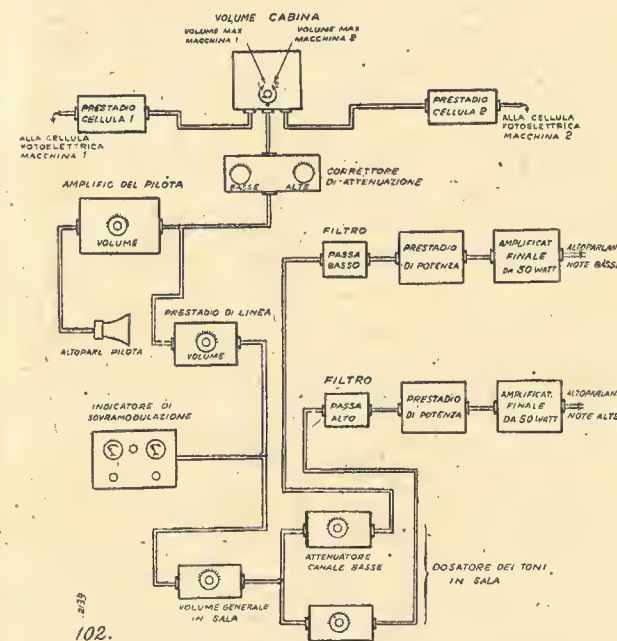 VOLUME CABINA
VOLUME MAX
MACCHINA 1
VOLUME MAX
MACCHINA 2
PRESTADIO
CELLULA 1
PRESTADIO
CELLULA 2
ALLA CELLULA
FOTOELETTRICA
MACCHINA 1
ALLA CELLULA
FOTOELETTRICA
MACCHINA 2
BASSE
ALTE
CORRETTORE
DI ATTENUAZIONE
AMPLIFIC DEL PILOTA
VOLUME
ALTOPARL PILOTA
PRESTADIO DI LINEA
VOLUME
FILTRO
PASSA
BASSO
PRESTADIO
DI POTENZA
AMPLIFICAT
FINALE
DA 50 WATT
ALTOPARLAN
NOTE BASSE
FILTRO
PASSA
ALTO
PRESTADIO
DI POTENZA
AMPLIFICAT.
FINALE
DA 50 WATT
ALTOPARLAN
NOTE ALTE
INDICATORE DI
SOVRAMODULAZIONE
ATTENUATORE
CANALE BASSE
DOSATORE DEI TONI
IN SALA
VOLUME GENERALE
IN SALA
2139
102.